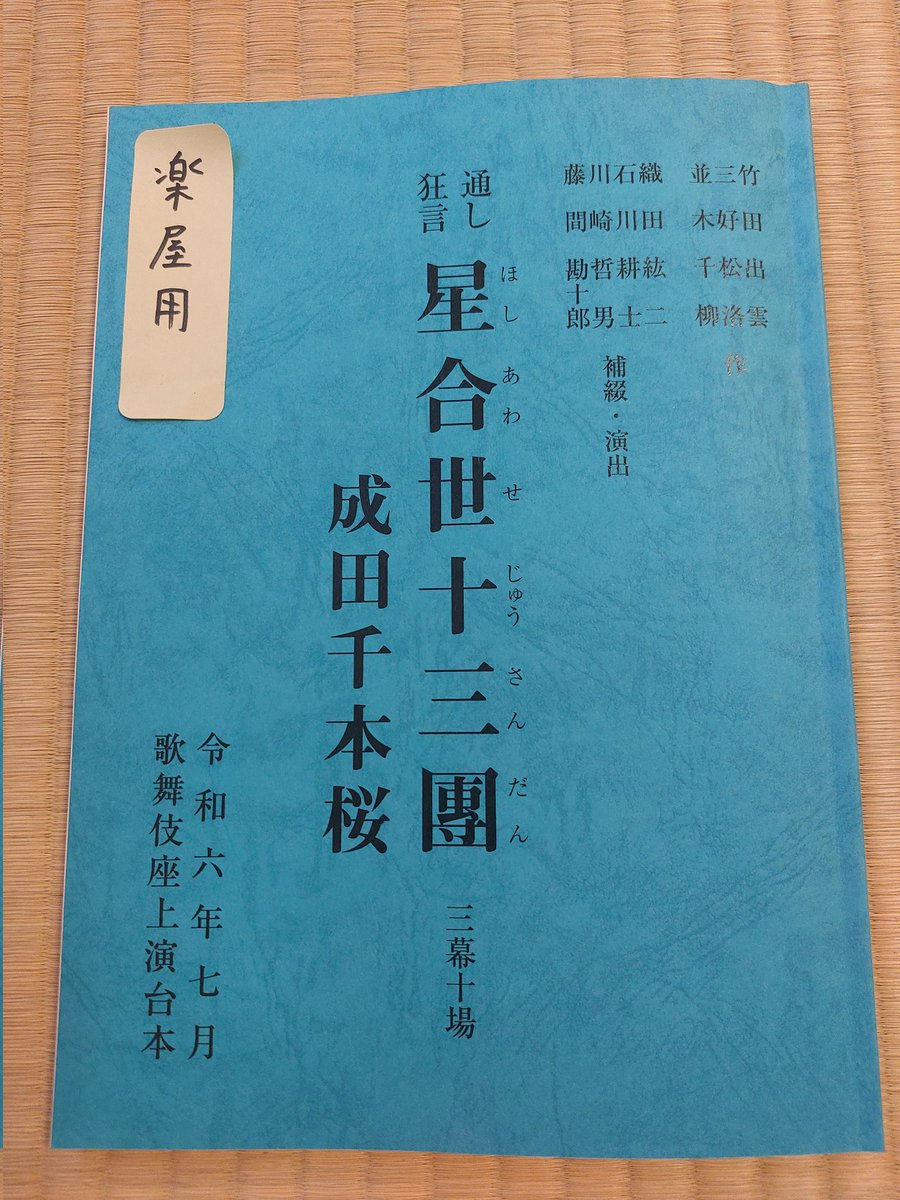 竹田出雲
三好松洛
並木千柳
作
織田紘二
石川耕士
川崎哲男
藤間勘十郎
補綴・演出
通し狂言
星合世十三團
ほしあわせじゅうさんだん
成田千本桜
三幕十場
令和六年七月
歌舞伎座上演台本
楽屋用